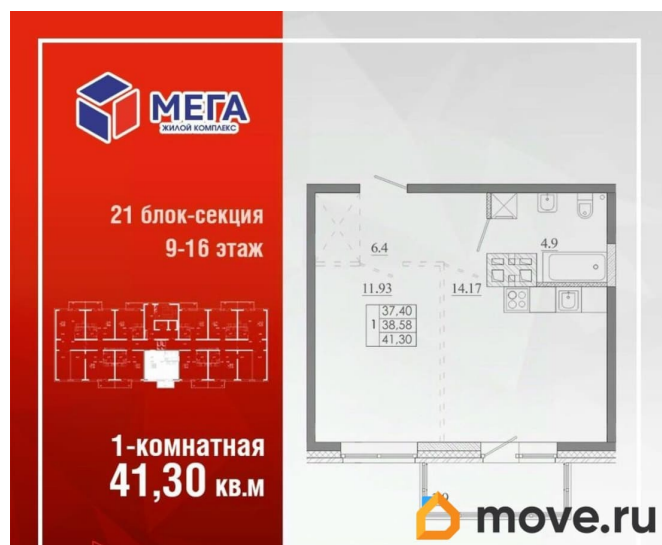 МЕГА
ЖИЛОЙ КОМПЛЕКС
21 блок-секция
9-16 этаж
1-комнатная
41,30 кв.м
6.4
4.9
11.93
14.17
37.40
1 38.58
41.30
move.ru